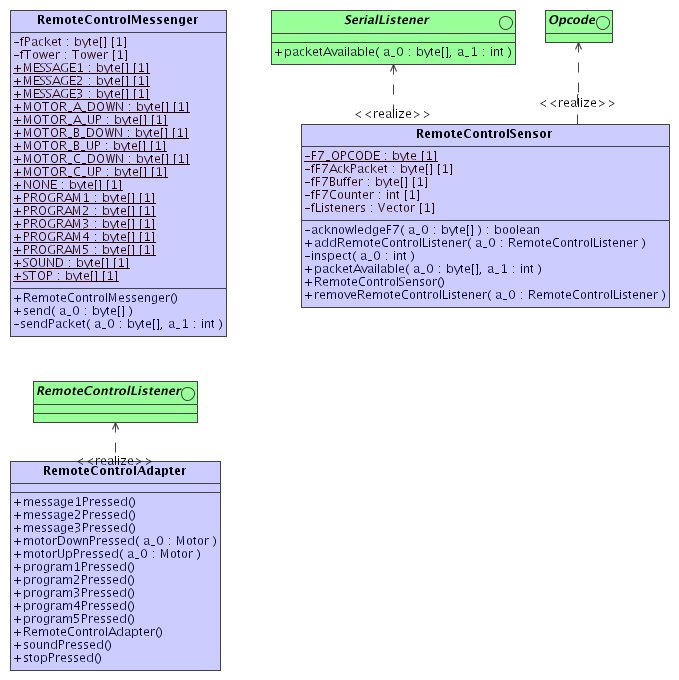 RemoteControlMessenger
-fPacket : byte[] [1]
-fTower : Tower [1]
+MESSAGE1 : byte[] [1]
+MESSAGE2 : byte[] [1]
+MESSAGE3 : byte[] [1]
+MOTOR_A_DOWN : byte[] [1]
+MOTOR_A_UP : byte[] [1]
+MOTOR_B_DOWN : byte[] [1]
+MOTOR_B_UP : byte[] [1]
+MOTOR_C_DOWN : byte[] [1]
+MOTOR_C_UP : byte[] [1]
+NONE : byte[] [1]
+PROGRAM1 : byte[] [1]
+PROGRAM2 : byte[] [1]
+PROGRAM3 : byte[] [1]
+PROGRAM4 : byte[] [1]
+PROGRAM5 : byte[] [1]
+SOUND : byte[] [1]
+STOP : byte[] [1]
+RemoteControlMessenger()
+send( a_0 : byte[] )
-sendPacket( a_0 : byte[], a_1 : int )
SerialListener
+packetAvailable( a_0 : byte[], a_1 : int )
Opcode
<<realize>>
<<realize>>
RemoteControlSensor
-F7_OPCODE : byte [1]
-fF7AckPacket : byte[] [1]
-fF7Buffer : byte[] [1]
-fF7Counter : int [1]
-fListeners : Vector [1]
-acknowledgeF7( a_0 : byte[] ) : boolean
+addRemoteControlListener( a_0 : RemoteControlListener )
-inspect( a_0 : int )
+packetAvailable( a_0 : byte[], a_1 : int )
+RemoteControlSensor()
+removeRemoteControlListener( a_0 : RemoteControlListener )
RemoteControlListener
<<realize>>
RemoteControlAdapter
+message1Pressed()
+message2Pressed()
+message3Pressed()
+motorDownPressed( a_0 : Motor )
+motorUpPressed( a_0 : Motor )
+program1Pressed()
+program2Pressed()
+program3Pressed()
+program4Pressed()
+program5Pressed()
+RemoteControlAdapter()
+soundPressed()
+stopPressed()